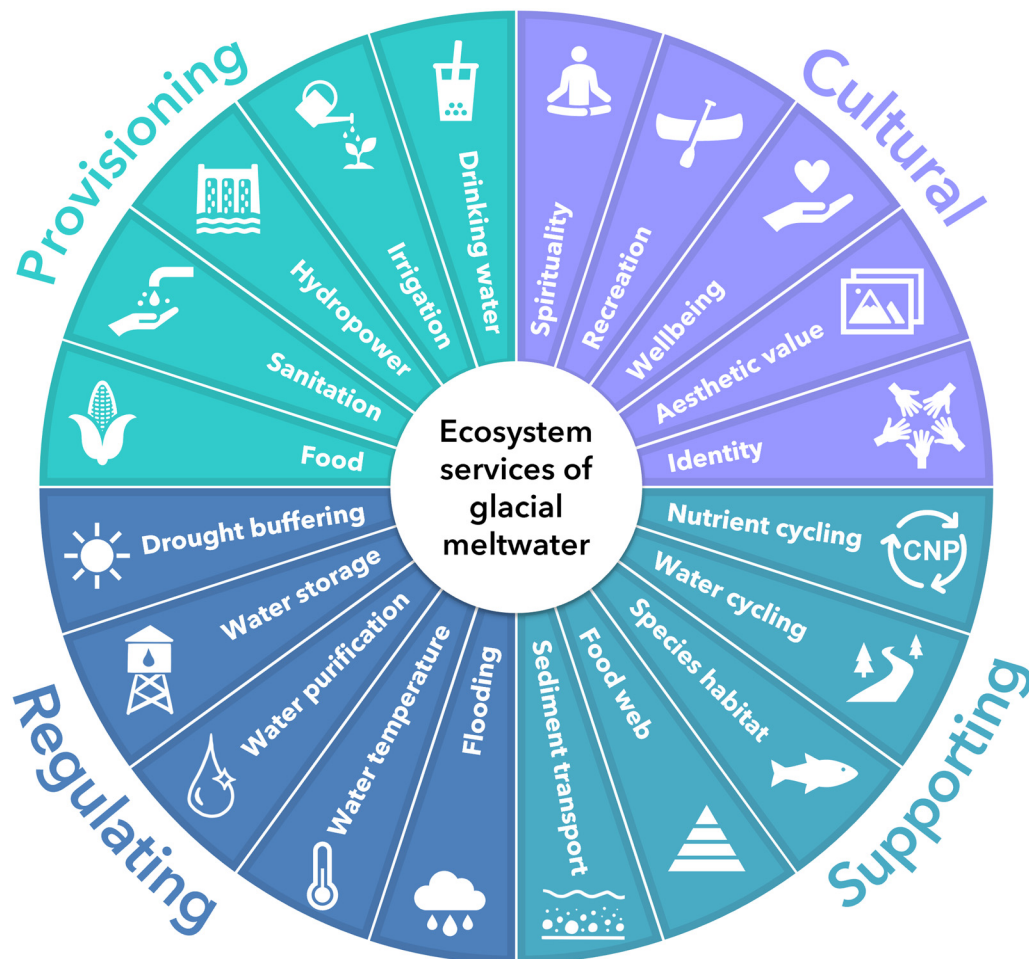 Provisioning
Drinking water
Irrigation
Hydropower
Sanitation
Food
Cultural
Spirituality
Recreation
Wellbeing
Aesthetic value
Identity
Ecosystem
services of
glacial
meltwater
Regulating
Drought buffering
Water storage
Water purification
Water temperature
Flooding
Supporting
Nutrient cycling
CNP
Water cycling
Species habitat
Food web
Sediment transport